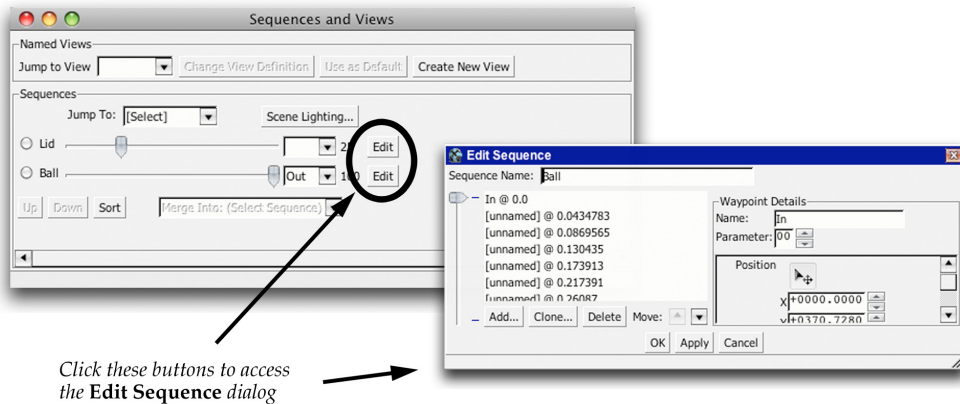 Sequences and Views
Named Views
Jump to View Change View Definition Use as Default Create New View
Sequences
Jump To: [Select] Scene Lighting...
Lid Edit
Ball Out Edit
Up Down Sort Merge Into: (Select Sequence)
Edit Sequence
Sequence Name: Ball
In @ 0.0
[unnamed] @ 0.0434783
[unnamed] @ 0.0869565
[unnamed] @ 0.130435
[unnamed] @ 0.173913
[unnamed] @ 0.217391
[unnamed] @ 0.26087
Add... Clone... Delete Move:
Waypoint Details
Name: In
Parameter: 00
Position
X +0000.0000
Y +0370.7280
OK Apply Cancel
Click these buttons to access
the Edit Sequence dialog